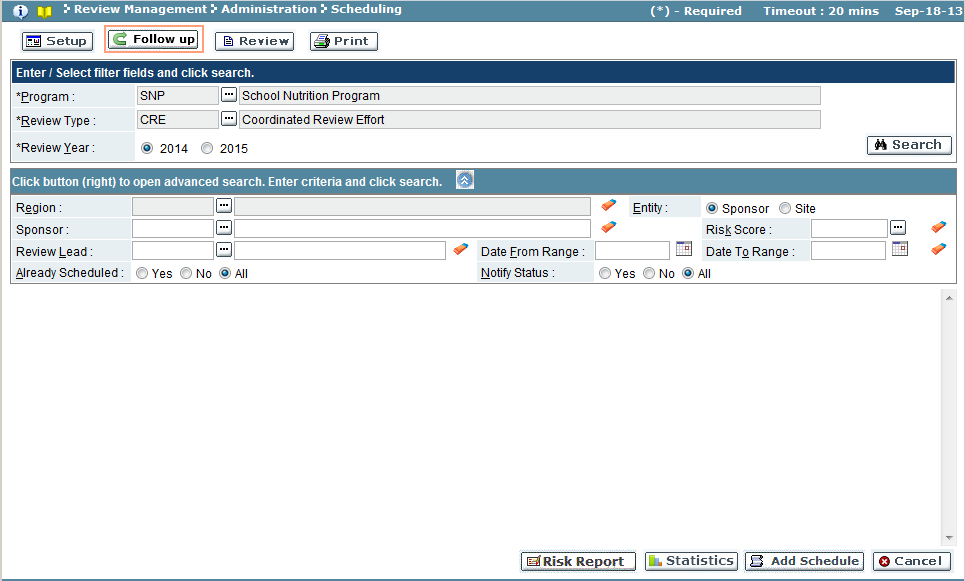 Review Management Administration Scheduling (*) - Required Timeout : 20 mins Sep-18-13
Setup Follow up Review Print
Enter / Select filter fields and click search.
*Program : SNP ... School Nutrition Program
*Review Type : CRE ... Coordinated Review Effort
*Review Year : 2014 2015 Search
Click button (right) to open advanced search. Enter criteria and click search.
Region : ... Entity : Sponsor Site
Sponsor : ... Risk Score : ...
Review Lead : ... Date From Range : Date To Range :
Already Scheduled : Yes No All Notify Status : Yes No All
Risk Report Statistics Add Schedule Cancel